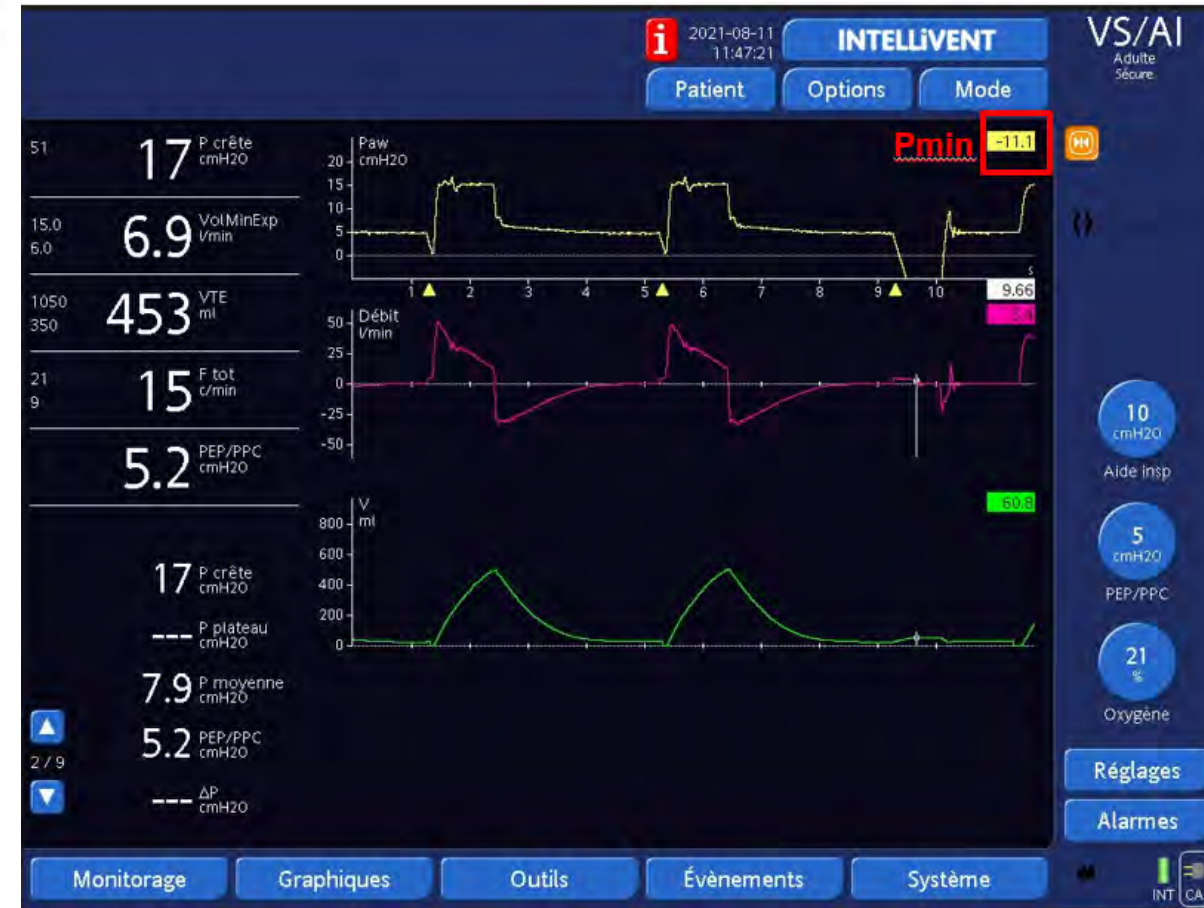 i
2021-08-11
11:47:21
INTELLiVENT
Patient
Options
Mode
VS/AI
Adulte
Sécure.
51
17
P crête
cmH2O
15.0
6.0
6.9
VolMinExp
l/min
1050
350
453
VTE
ml
21
9
15
F tot
c/min
5.2
PEP/PPC
cmH2O
17
P crête
cmH2O
---
P plateau
cmH2O
7.9
P moyenne
cmH2O
5.2
PEP/PPC
cmH2O
---
ΔP
cmH2O
2 / 9
Paw
cmH2O
20
15
10
5
0
Pmin
-11.1
1 2 3 4 5 6 7 8 9 10
s
9.66
Débit
l/min
50
25
0
-25
-50
V
ml
800
600
400
200
0
60.8
10
cmH2O
Aide insp
5
cmH2O
PEP/PPC
21
%
Oxygène
Réglages
Alarmes
Monitorage
Graphiques
Outils
Évènements
Système
INT
CA